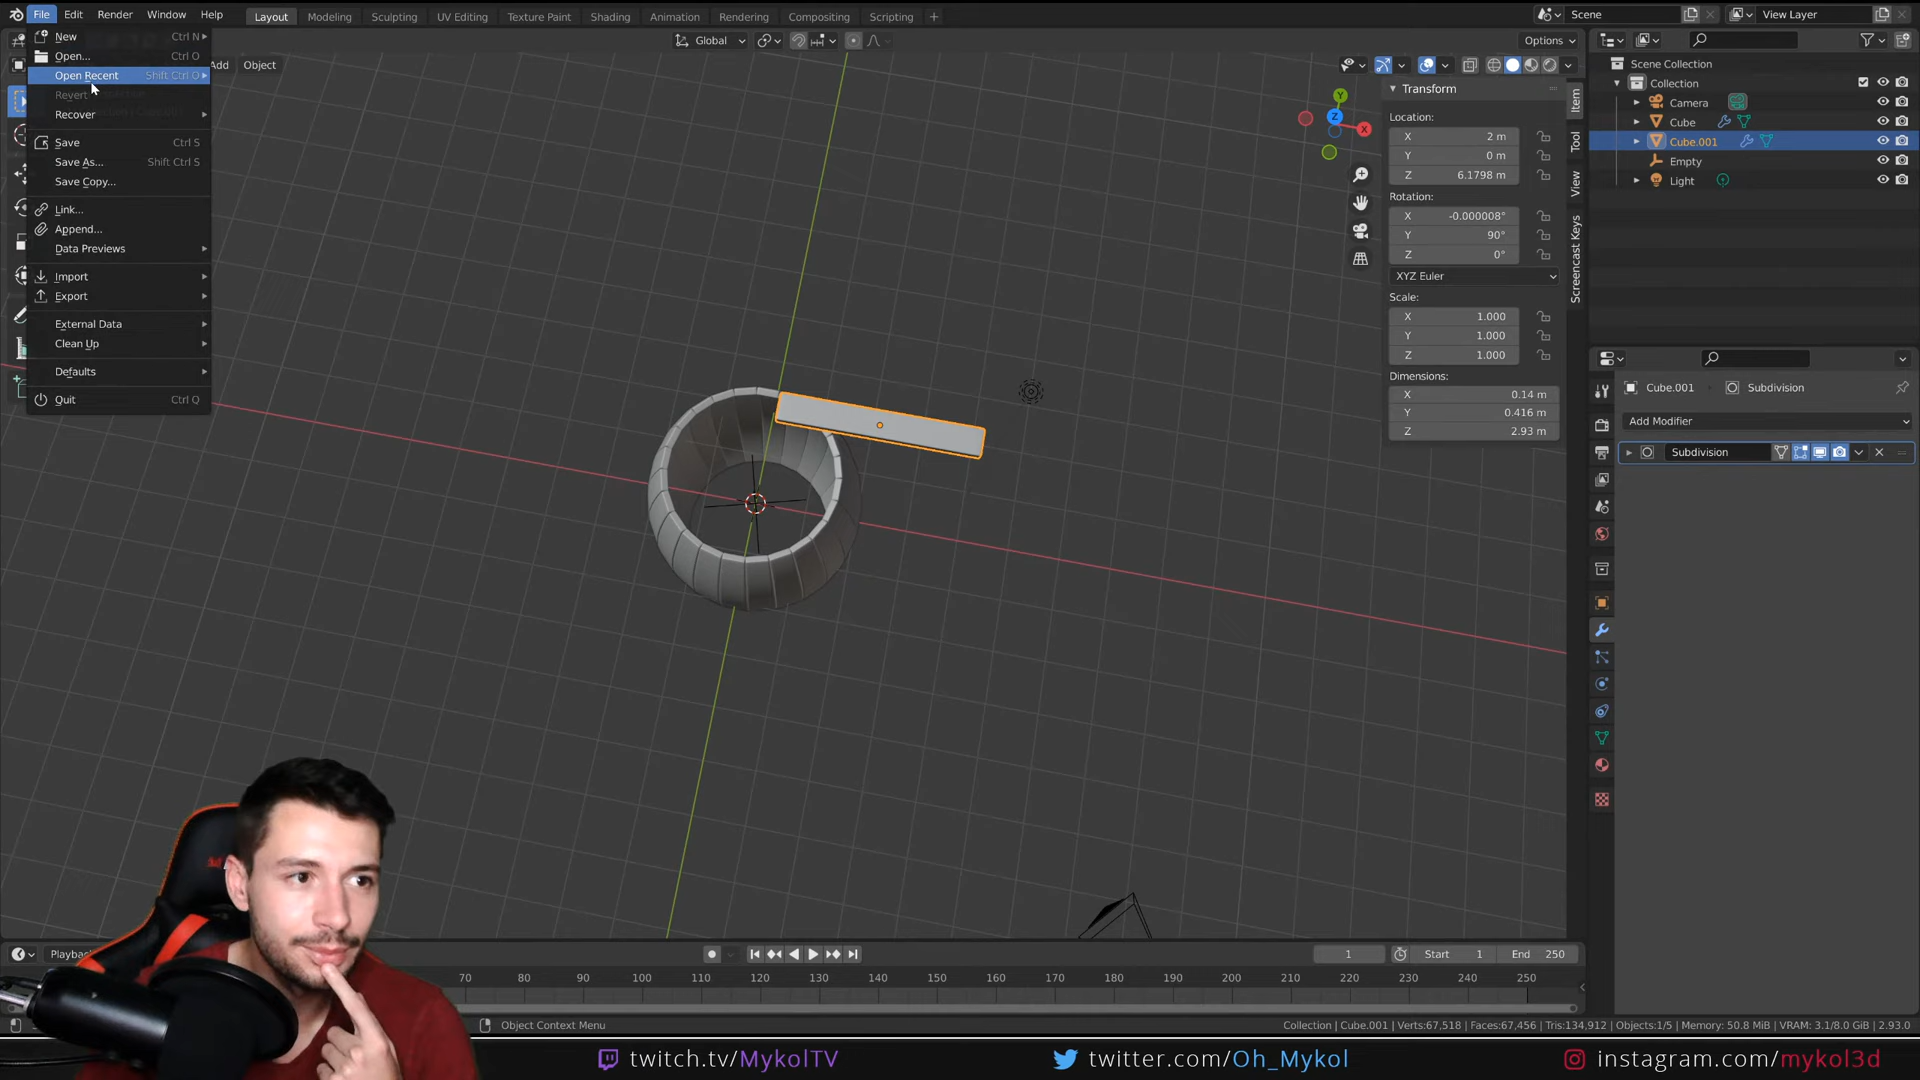 File Edit Render Window Help Layout Modeling Sculpting UV Editing Texture Paint Shading Animation Rendering Compositing Scripting + Scene View Layer
New Ctrl N
Open... Ctrl O
Open Recent Shift Ctrl O
Revert
Recover
Save Ctrl S
Save As... Shift Ctrl S
Save Copy...
Link...
Append...
Data Previews
Import
Export
External Data
Clean Up
Defaults
Quit Ctrl Q
Add Object
Global
Options
X
Y
Z
Transform
Location:
X 2 m
Y 0 m
Z 6.1798 m
Rotation:
X -0.000008°
Y 90°
Z 0°
XYZ Euler
Scale:
X 1.000
Y 1.000
Z 1.000
Dimensions:
X 0.14 m
Y 0.416 m
Z 2.93 m
Item
Tool
View
Screencast Keys
Scene Collection
Collection
Camera
Cube
Cube.001
Empty
Light
Cube.001 Subdivision
Add Modifier
Subdivision
1 Start 1 End 250
70 80 90 100 110 120 130 140 150 160 170 180 190 200 210 220 230 240 250
Object Context Menu
Collection | Cube.001 | Verts:67,518 | Faces:67,456 | Tris:134,912 | Objects:1/5 | Memory: 50.8 MiB | VRAM: 3.1/8.0 GiB | 2.93.0
twitch.tv/MykolTV twitter.com/Oh_Mykol instagram.com/mykol3d